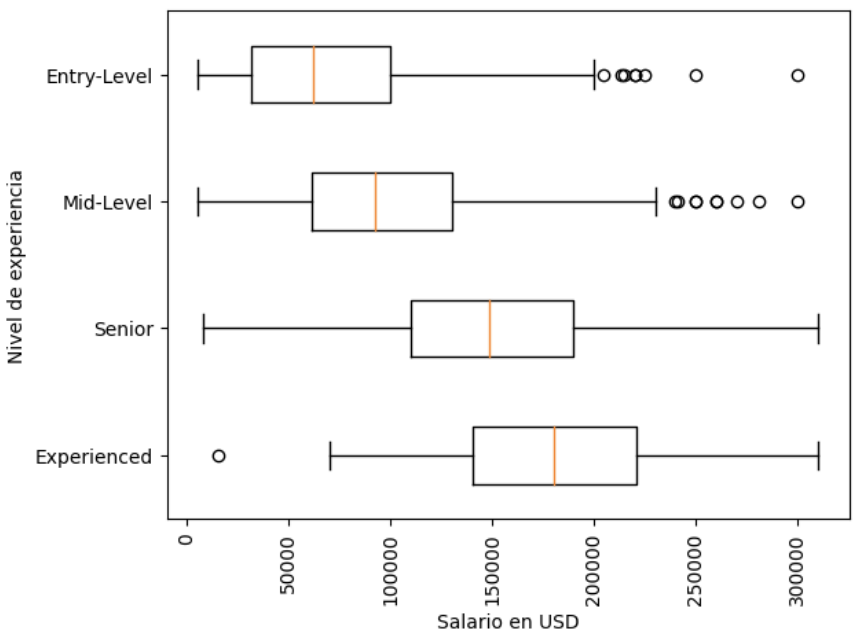 Nivel de experiencia
Entry-Level
Mid-Level
Senior
Experienced
0
50000
100000
150000
200000
250000
300000
Salario en USD